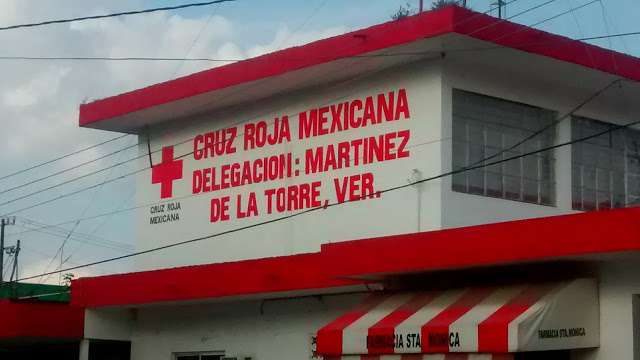 CRUZ ROJA MEXICANA
DELEGACION: MARTINEZ
DE LA TORRE, VER.
CRUZ ROJA
MEXICANA
FARMACIA STA. MONICA
FARMACIA STA. MONICA